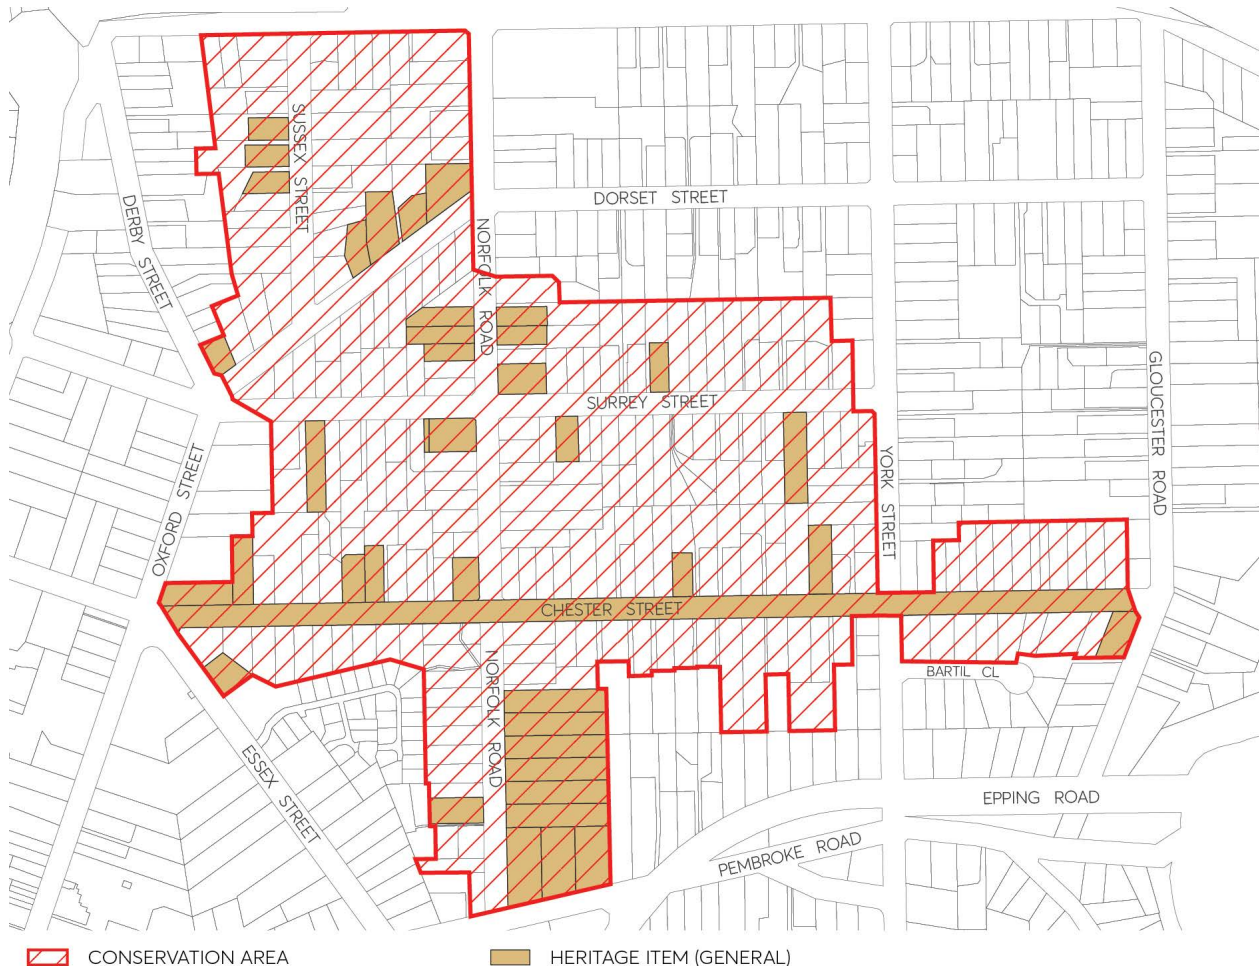 SUSSEX STREET
DERBY STREET
DORSET STREET
NORFOLK ROAD
SURREY STREET
GLOUCESTER ROAD
YORK STREET
OXFORD STREET
CHESTER STREET
NORFOLK ROAD
BARTIL CL
ESSEX STREET
EPPING ROAD
PEMBROKE ROAD
CONSERVATION AREA
HERITAGE ITEM (GENERAL)